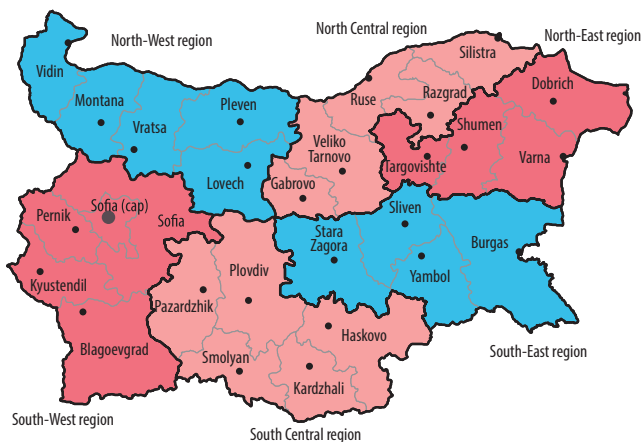 North-West region
North Central region
North-East region
Vidin
Montana
Vratsa
Pleven
Lovech
Silistra
Ruse
Razgrad
Veliko
Tarnovo
Gabrovo
Dobrich
Shumen
Targovishte
Varna
Sofia (cap)
Sofia
Pernik
Kyustendil
Blagoevgrad
Stara
Zagora
Sliven
Yambol
Burgas
Plovdiv
Pazardzhik
Smolyan
Haskovo
Kardzhali
South-East region
South-West region
South Central region